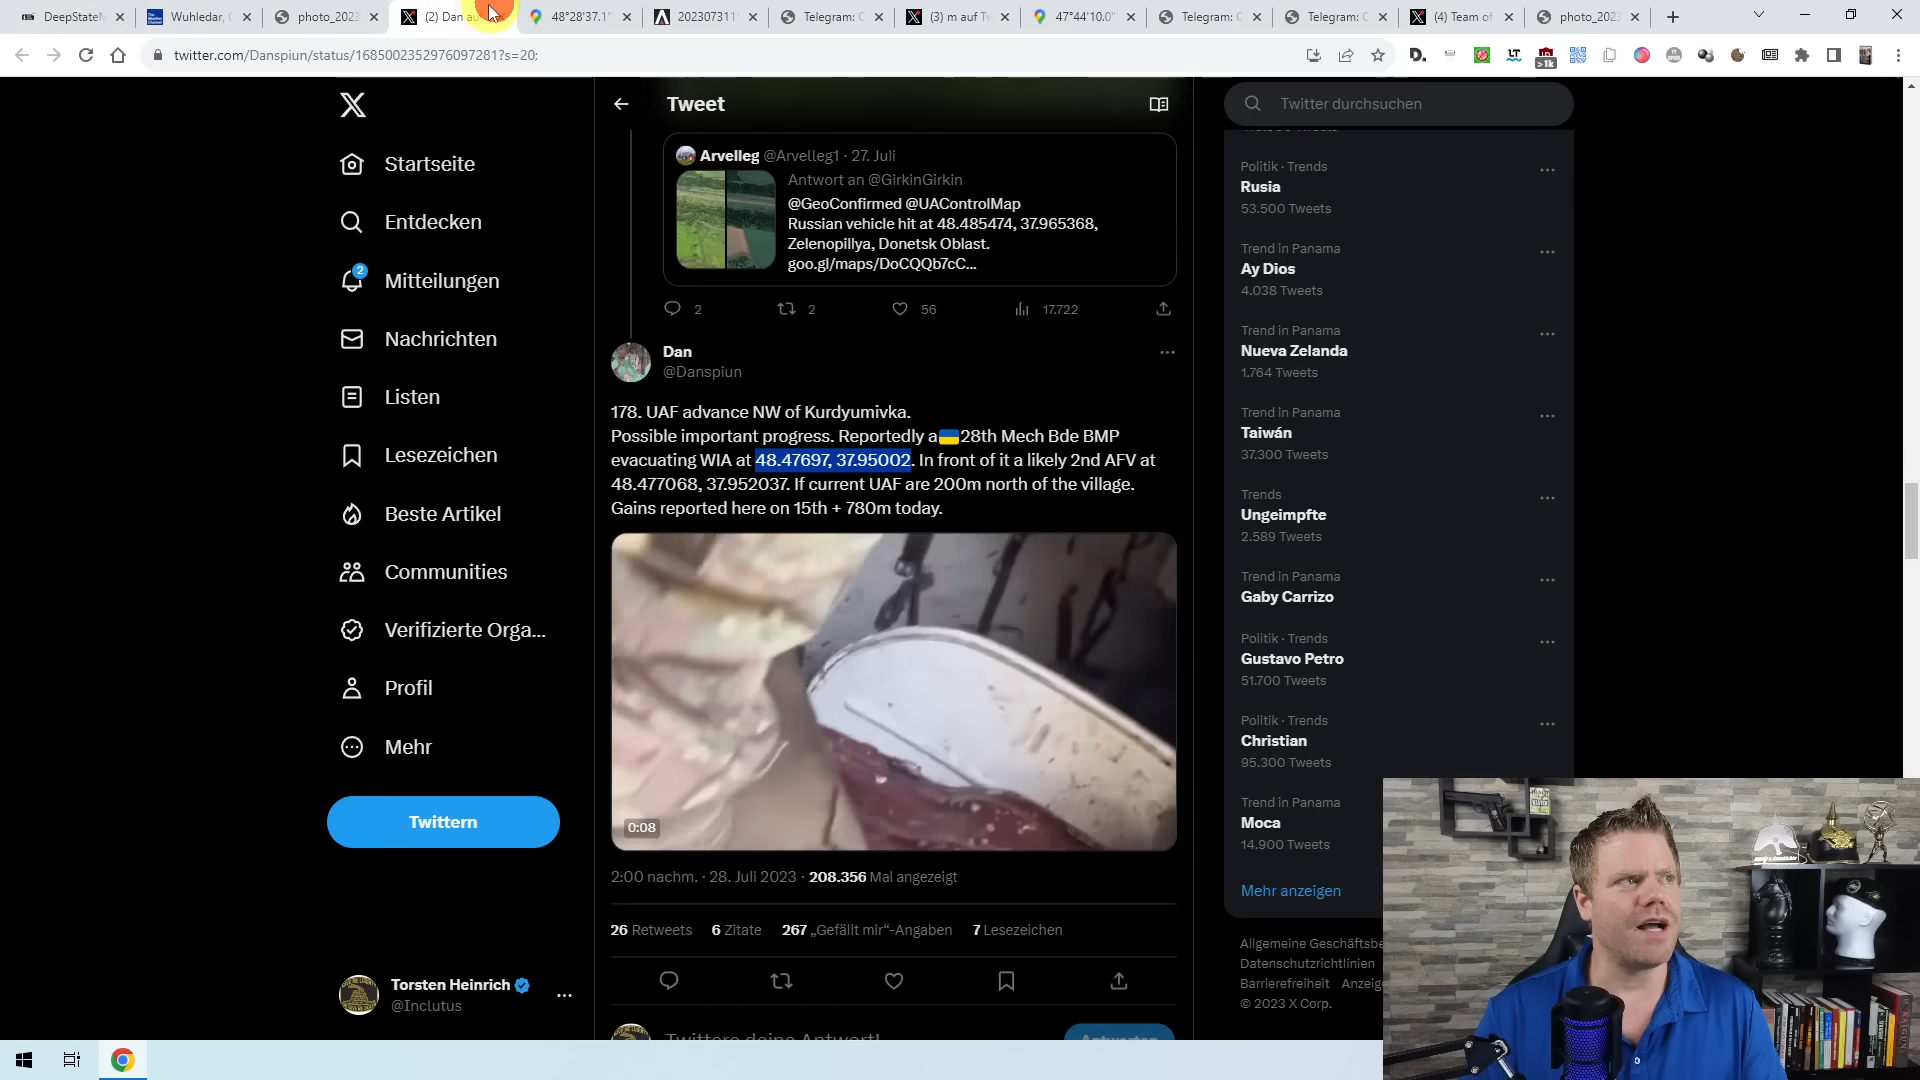 DeepStateM
Wuhledar,
photo_202
(2) Dan au
48°28'37.1"
2023073115
Telegram: C
(3) m auf Tw
47°44'10.0"
Telegram: C
Telegram: C
(4) Team of
photo_202
twitter.com/Danspiun/status/1685002352976097281?s=20;
>1k
Tweet
Twitter durchsuchen
Startseite
Entdecken
2
Mitteilungen
Nachrichten
Listen
Lesezeichen
Beste Artikel
Communities
Verifizierte Orga...
Profil
Mehr
Twittern
Torsten Heinrich
@Inclutus
Arvelleg @Arvelleg1 · 27. Juli
Antwort an @GirkinGirkin
@GeoConfirmed @UAControlMap
Russian vehicle hit at 48.485474, 37.965368,
Zelenopillya, Donetsk Oblast.
goo.gl/maps/DoCQQb7cC...
2 2 56 17.722
Dan
@Danspiun
178. UAF advance NW of Kurdyumivka.
Possible important progress. Reportedly a 28th Mech Bde BMP
evacuating WIA at 48.47697, 37.95002. In front of it a likely 2nd AFV at
48.477068, 37.952037. If current UAF are 200m north of the village.
Gains reported here on 15th + 780m today.
0:08
2:00 nachm. · 28. Juli 2023 · 208.356 Mal angezeigt
26 Retweets 6 Zitate 267 „Gefällt mir“-Angaben 7 Lesezeichen
Twittere deine Antwort!
Antworten
Politik · Trends
Rusia
53.500 Tweets
Trend in Panama
Ay Dios
4.038 Tweets
Trend in Panama
Nueva Zelanda
1.764 Tweets
Trend in Panama
Taiwán
37.300 Tweets
Trends
Ungeimpfte
2.589 Tweets
Trend in Panama
Gaby Carrizo
Politik · Trends
Gustavo Petro
51.700 Tweets
Politik · Trends
Christian
95.300 Tweets
Trend in Panama
Moca
14.900 Tweets
Mehr anzeigen
Allgemeine Geschäftsbe
Datenschutzrichtlinien
Barrierefreiheit Anzeig
© 2023 X Corp.